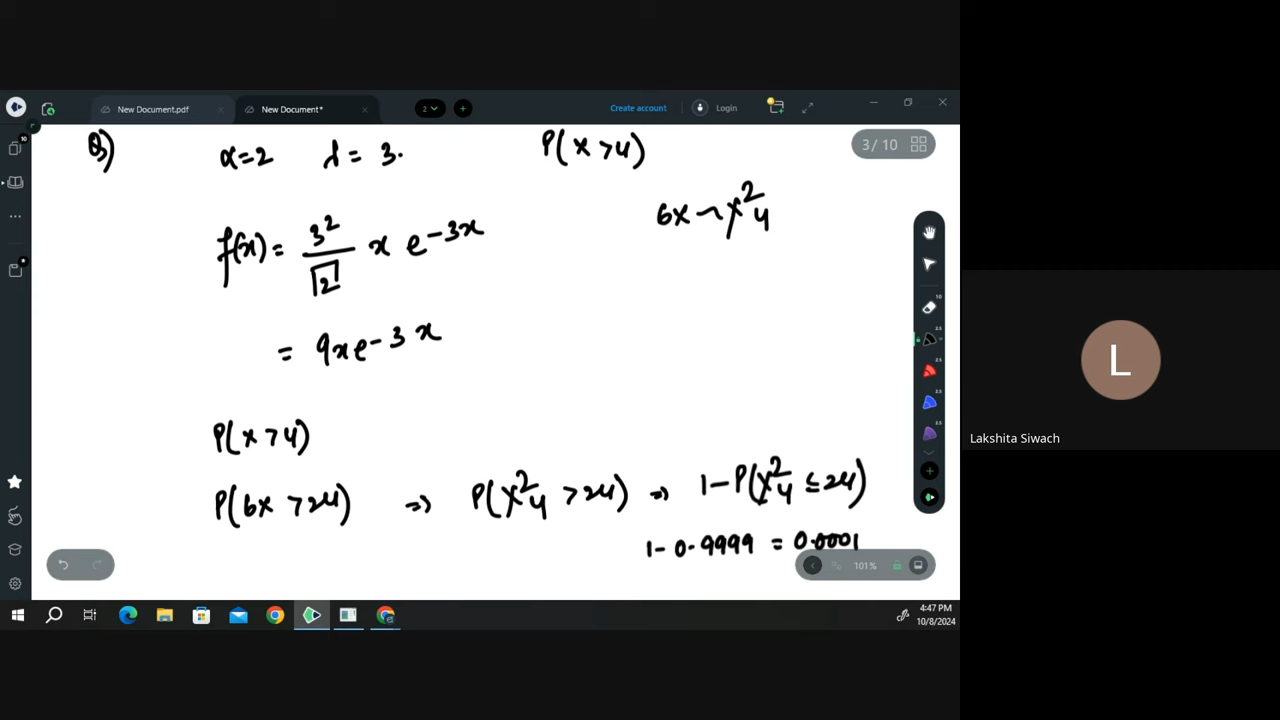 New Document.pdf
New Document*
2
Create account
Login
Q)
α=2 λ = 3.
P(x>4)
3 / 10
6x ~ χ²₄
f(x) = 3²/Γ2 x e^-3x
= 9xe^-3x
P(x>4)
P(6x >24) => P(χ²₄ >24) => 1-P(χ²₄ ≤24)
1-0.9999 = 0.0001
101%
Lakshita Siwach
L
4:47 PM
10/8/2024